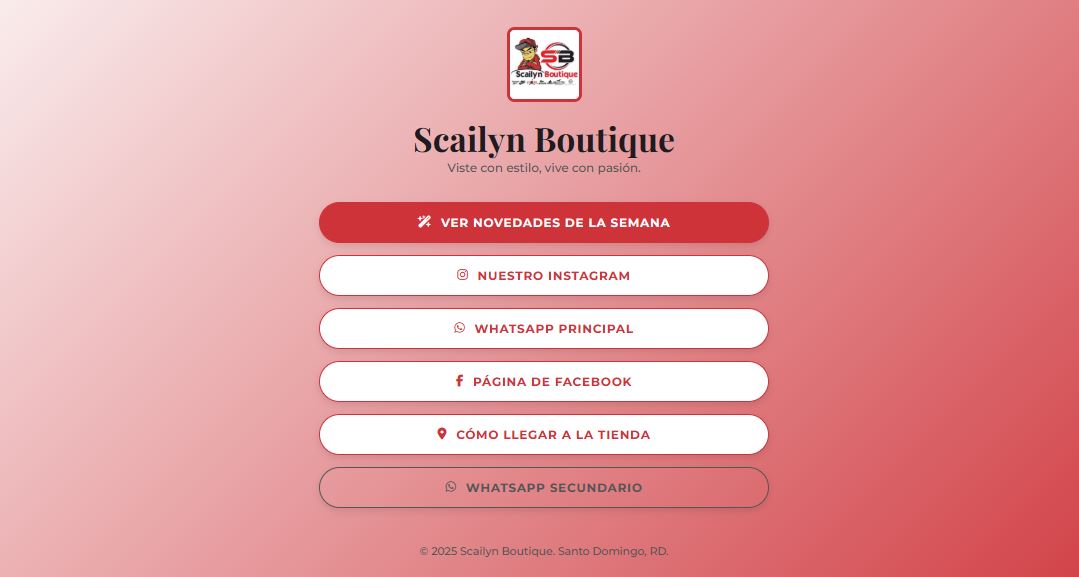 SB
Scailyn Boutique
Scailyn Boutique
Viste con estilo, vive con pasión.
VER NOVEDADES DE LA SEMANA
NUESTRO INSTAGRAM
WHATSAPP PRINCIPAL
PÁGINA DE FACEBOOK
CÓMO LLEGAR A LA TIENDA
WHATSAPP SECUNDARIO
© 2025 Scailyn Boutique. Santo Domingo, RD.